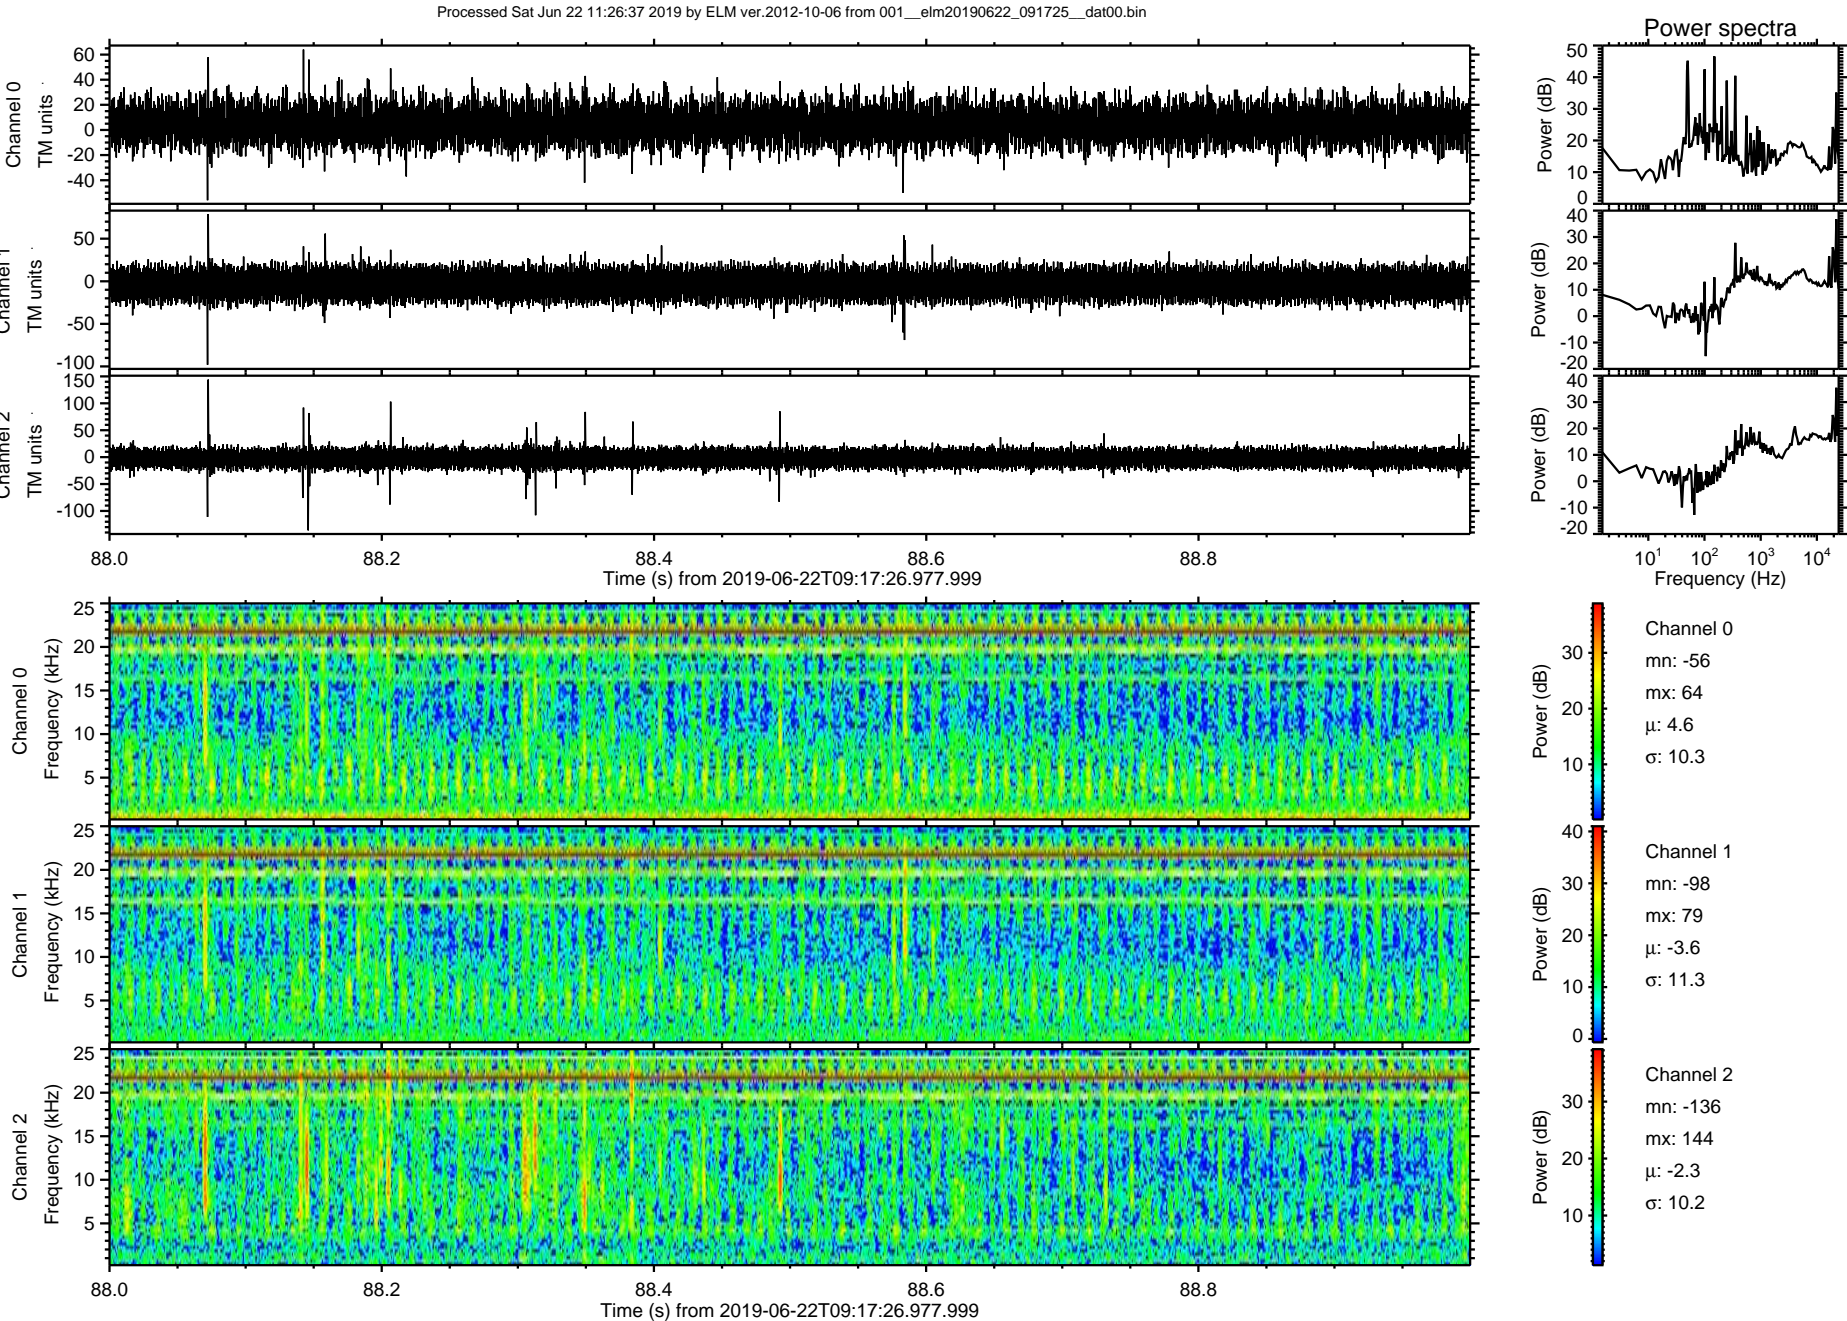 Processed Sat Jun 22 11:26:37 2019 by ELM ver.2012-10-06 from 001__elm20190622_091725__dat00.bin
Power spectra
Channel 0
TM units
60
40
20
0
-20
-40
Power (dB)
50
40
30
20
10
0
Channel 1
TM units
50
0
-50
-100
Power (dB)
40
30
20
10
0
-10
-20
Channel 2
TM units
150
100
50
0
-50
-100
Power (dB)
40
30
20
10
0
-10
-20
88.0 88.2 88.4 88.6 88.8
Time (s) from 2019-06-22T09:17:26.977.999
10¹ 10² 10³ 10⁴
Frequency (Hz)
Channel 0
Frequency (kHz)
25
20
15
10
5
Power (dB)
30
20
10
Channel 0
mn: -56
mx: 64
μ: 4.6
σ: 10.3
Channel 1
Frequency (kHz)
25
20
15
10
5
Power (dB)
40
30
20
10
0
Channel 1
mn: -98
mx: 79
μ: -3.6
σ: 11.3
Channel 2
Frequency (kHz)
25
20
15
10
5
Power (dB)
30
20
10
Channel 2
mn: -136
mx: 144
μ: -2.3
σ: 10.2
88.0 88.2 88.4 88.6 88.8
Time (s) from 2019-06-22T09:17:26.977.999